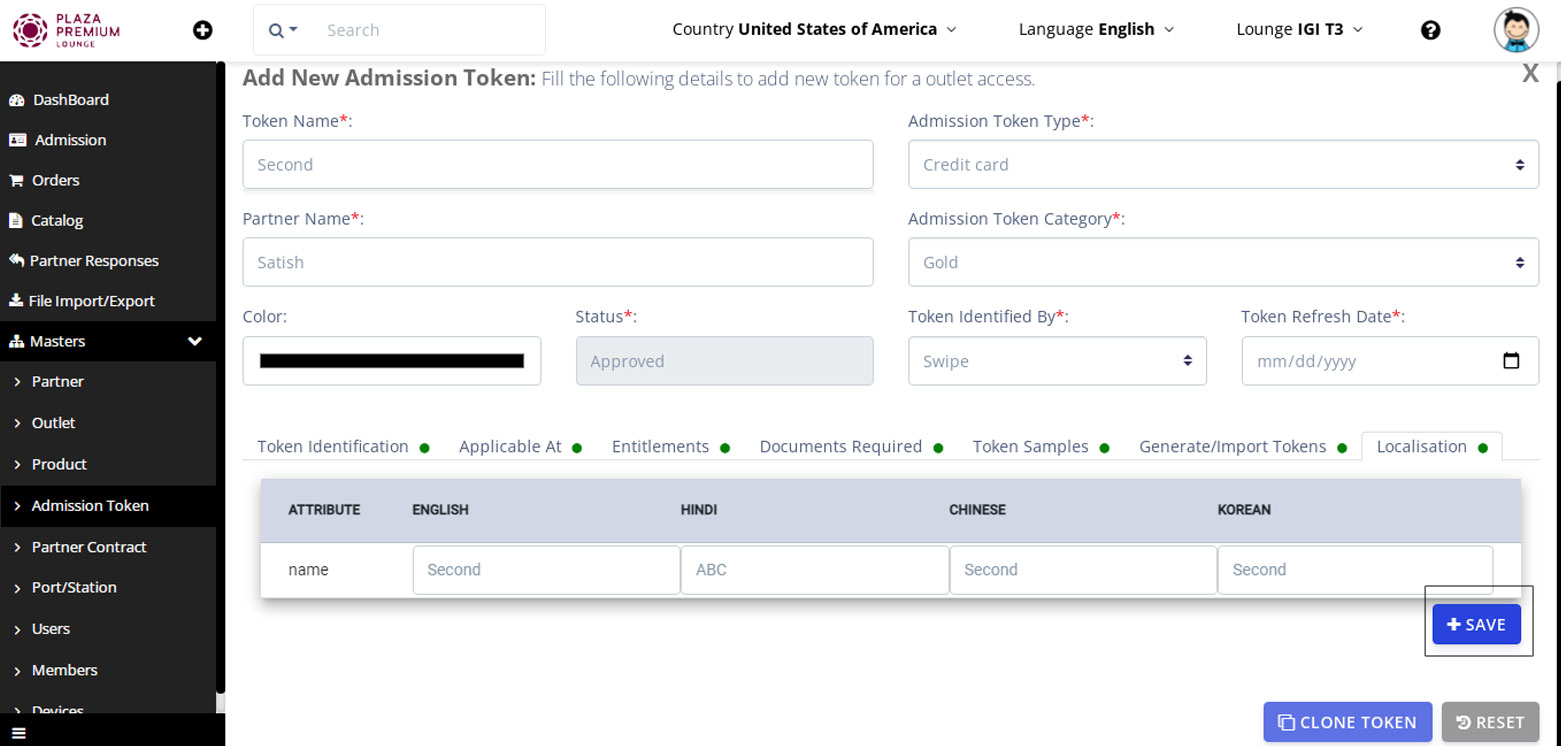 PLAZA
PREMIUM
LOUNGE
Search
Country United States of America
Language English
Lounge IGI T3
DashBoard
Admission
Orders
Catalog
Partner Responses
File Import/Export
Masters
Partner
Outlet
Product
Admission Token
Partner Contract
Port/Station
Users
Members
Devices
Add New Admission Token: Fill the following details to add new token for a outlet access.
X
Token Name*:
Second
Admission Token Type*:
Credit card
Partner Name*:
Satish
Admission Token Category*:
Gold
Color:
Status*:
Approved
Token Identified By*:
Swipe
Token Refresh Date*:
mm/dd/yyyy
Token Identification
Applicable At
Entitlements
Documents Required
Token Samples
Generate/Import Tokens
Localisation
ATTRIBUTE ENGLISH HINDI CHINESE KOREAN
name Second ABC Second Second
SAVE
CLONE TOKEN
RESET